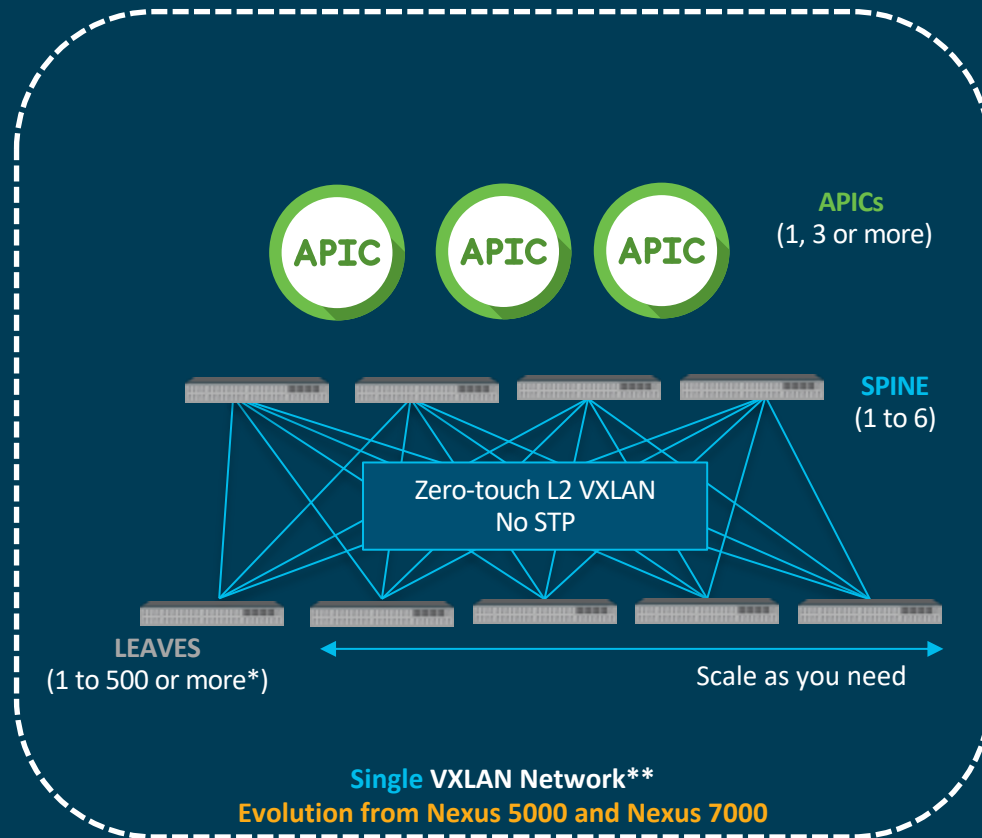 APIC APIC APIC
APICs
(1, 3 or more)
SPINE
(1 to 6)
Zero-touch L2 VXLAN
No STP
LEAVES
(1 to 500 or more*)
Scale as you need
Single VXLAN Network**
Evolution from Nexus 5000 and Nexus 7000